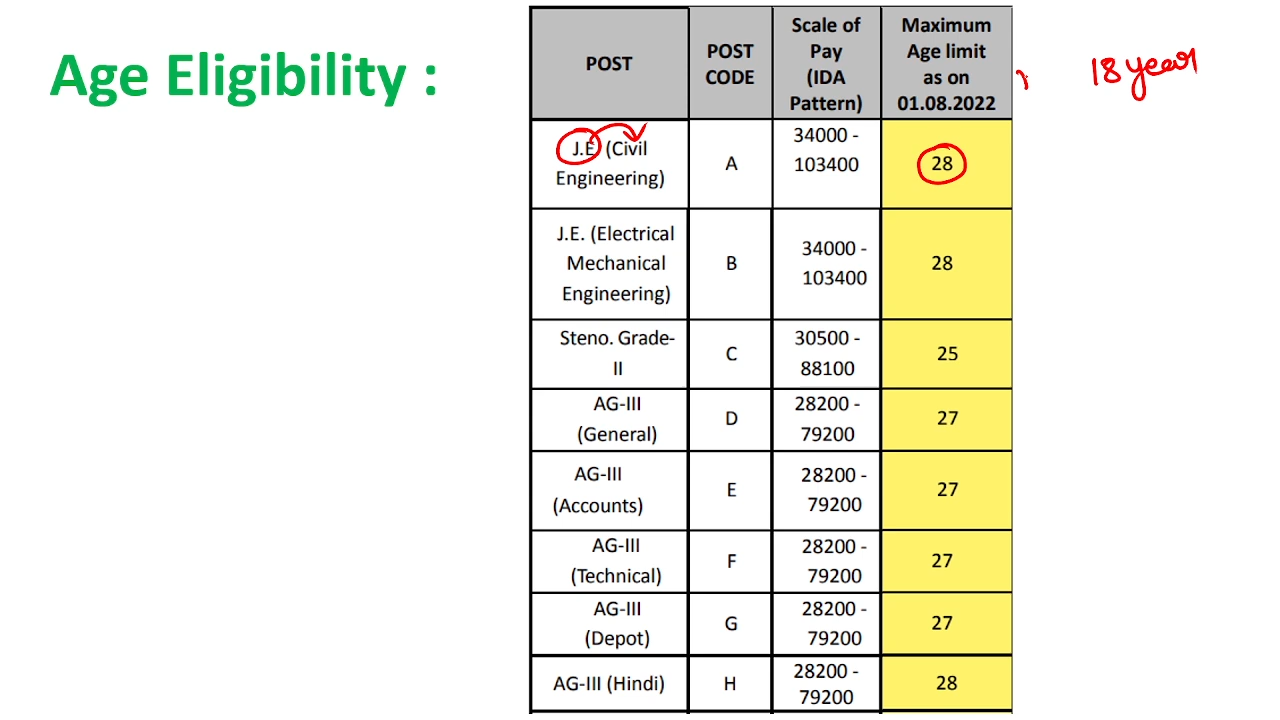 Age Eligibility :
POST
POST
CODE
Scale of
Pay
(IDA
Pattern)
Maximum
Age limit
as on
01.08.2022
18 year
J.E. (Civil
Engineering)
A
34000 -
103400
28
J.E. (Electrical
Mechanical
Engineering)
B
34000 -
103400
28
Steno. Grade-
II
C
30500 -
88100
25
AG-III
(General)
D
28200 -
79200
27
AG-III
(Accounts)
E
28200 -
79200
27
AG-III
(Technical)
F
28200 -
79200
27
AG-III
(Depot)
G
28200 -
79200
27
AG-III (Hindi)
H
28200 -
79200
28